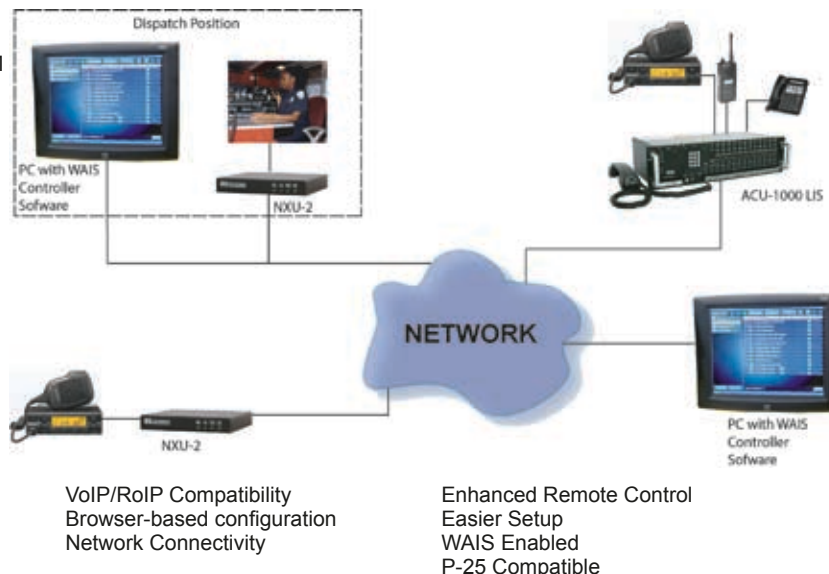 Dispatch Position
PC with WAIS
Controller
Sofware
NXU-2
ACU-1000 LIS
NETWORK
NXU-2
PC with WAIS
Controller
Sofware
VoIP/RoIP Compatibility
Browser-based configuration
Network Connectivity
Enhanced Remote Control
Easier Setup
WAIS Enabled
P-25 Compatible